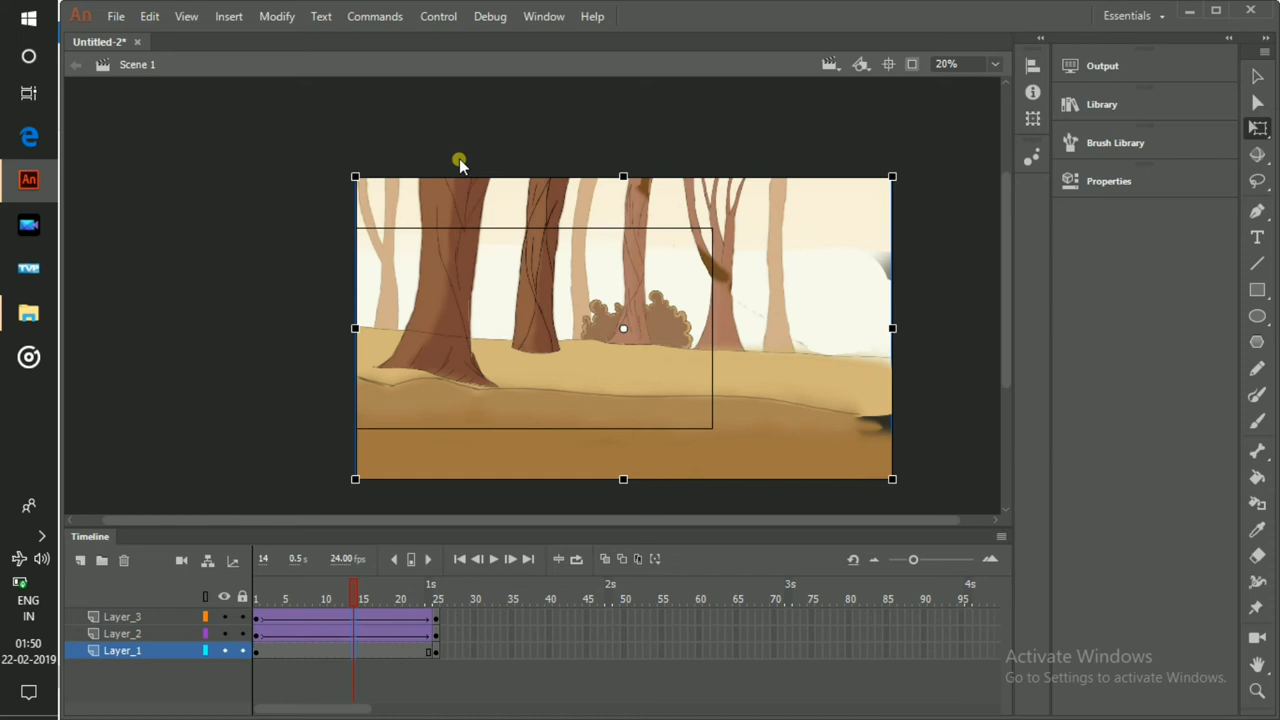 An File Edit View Insert Modify Text Commands Control Debug Window Help
Essentials
Untitled-2*
Scene 1
20%
Output
Library
Brush Library
Properties
TVP
Timeline
14 0.5 s 24.00 fps
1s 2s 3s 4s
1 5 10 15 20 25 30 35 40 45 50 55 60 65 70 75 80 85 90 95
Layer_3
Layer_2
Layer_1
Activate Windows
Go to Settings to activate Windows.
ENG
IN
01:50
22-02-2019